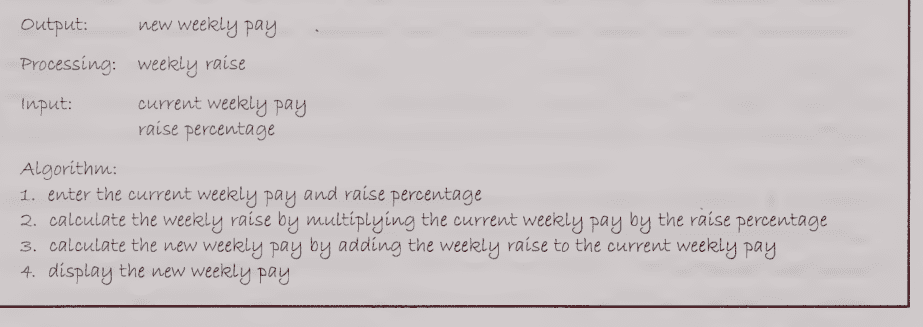 Output: new weekly pay
Processing: weekly raise
Input: current weekly pay
raise percentage
Algorithm:
1. enter the current weekly pay and raise percentage
2. calculate the weekly raise by multiplying the current weekly pay by the raise percentage
3. calculate the new weekly pay by adding the weekly raise to the current weekly pay
4. display the new weekly pay